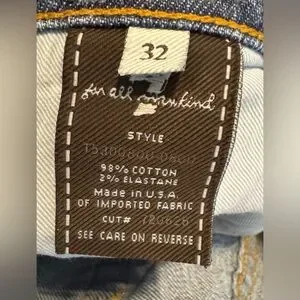 32
for all mankind
STYLE
98% COTTON
2% ELASTANE
Made in U.S.A
OF IMPORTED FABRIC
CUT#
SEE CARE ON REVERSE